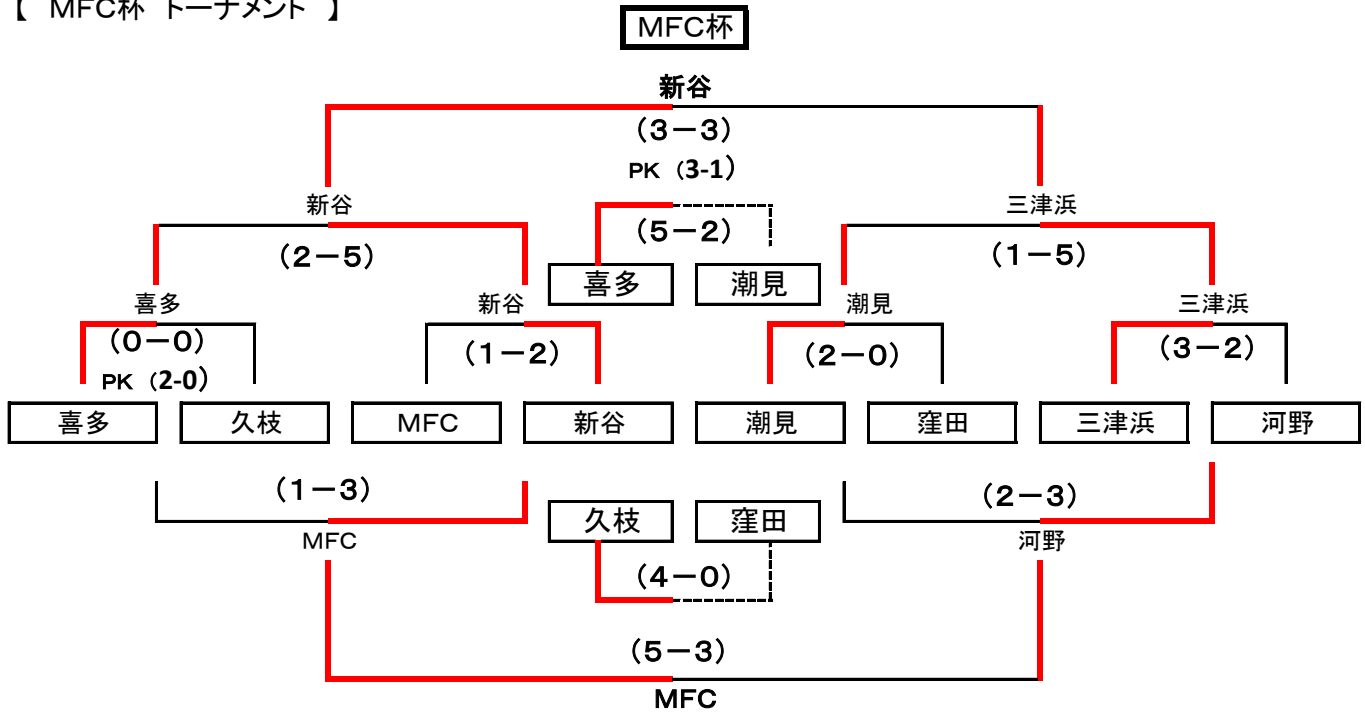 【　ＭＦＣ杯　トーナメント　】
ＭＦＣ杯
新谷
（３－３）
PK （3-1）
新谷
三津浜
（２－５）
（５－２）
（１－５）
喜多
潮見
喜多
新谷
潮見
三津浜
（０－０）
（１－２）
（２－０）
（３－２）
PK （2-0）
喜多
久枝
ＭＦＣ
新谷
潮見
窪田
三津浜
河野
（１－３）
（２－３）
久枝
窪田
ＭＦＣ
河野
（４－０）
（５－３）
ＭＦＣ